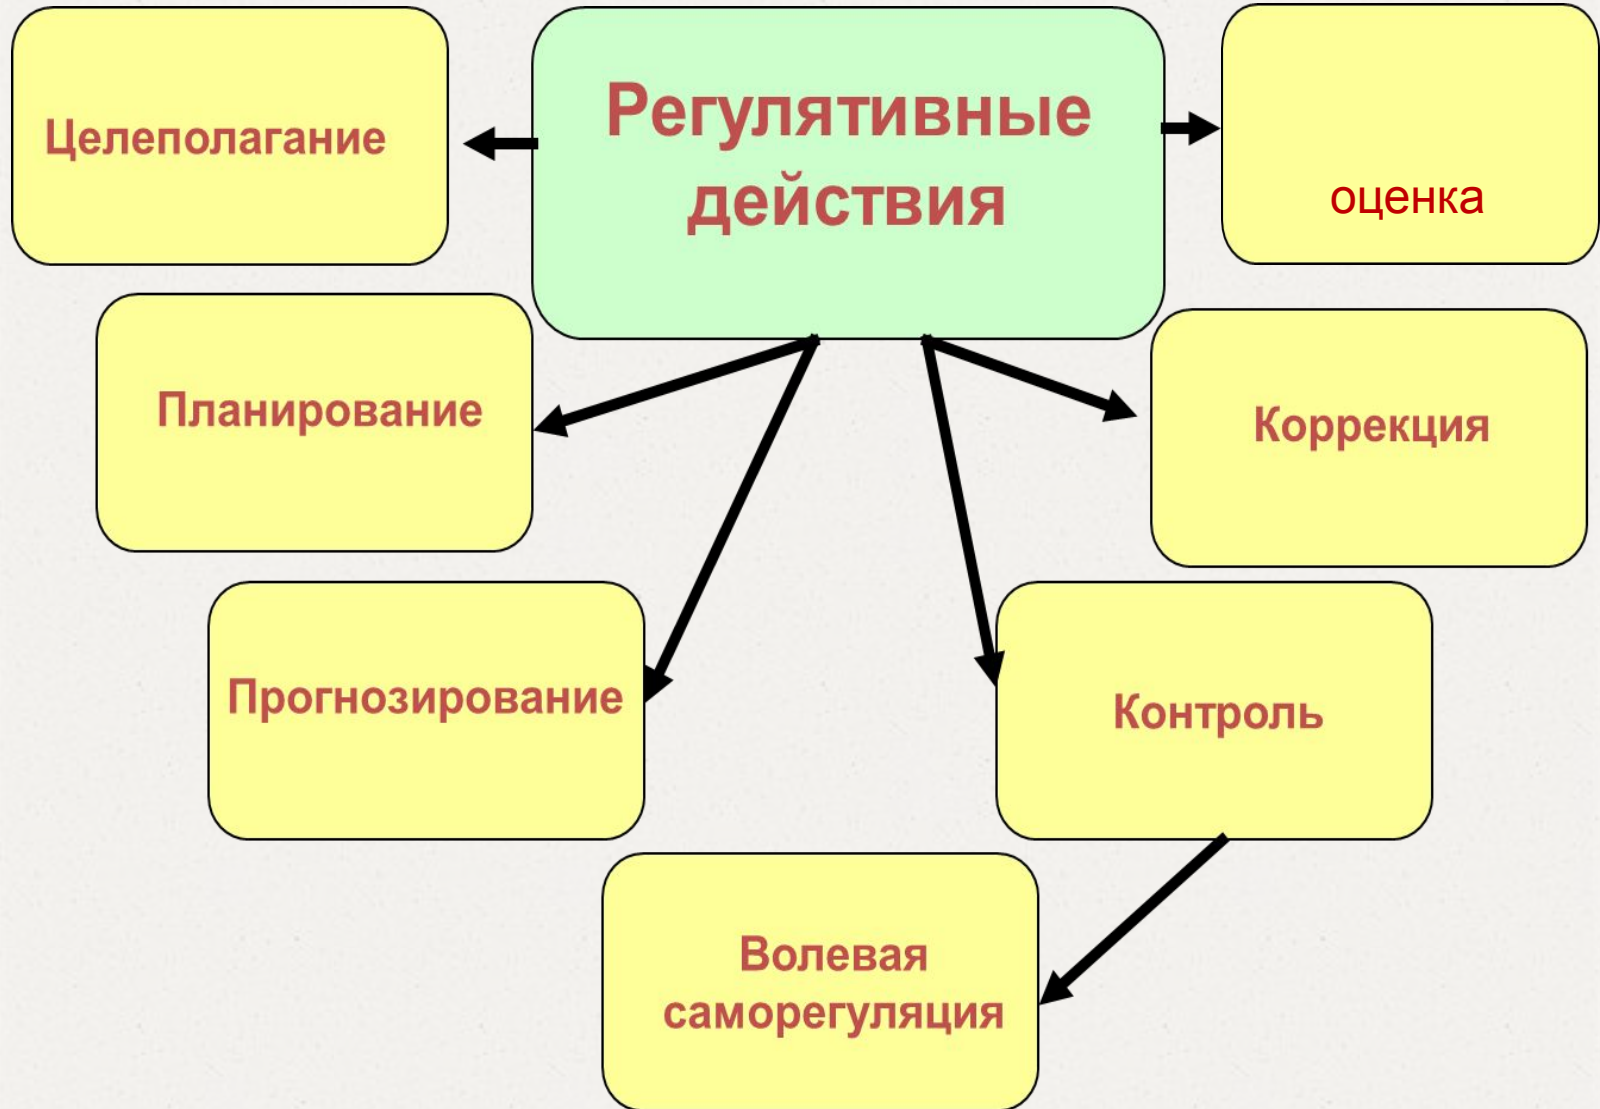 Регулятивные
действия
Целеполагание
оценка
Планирование
Коррекция
Прогнозирование
Контроль
Волевая
саморегуляция